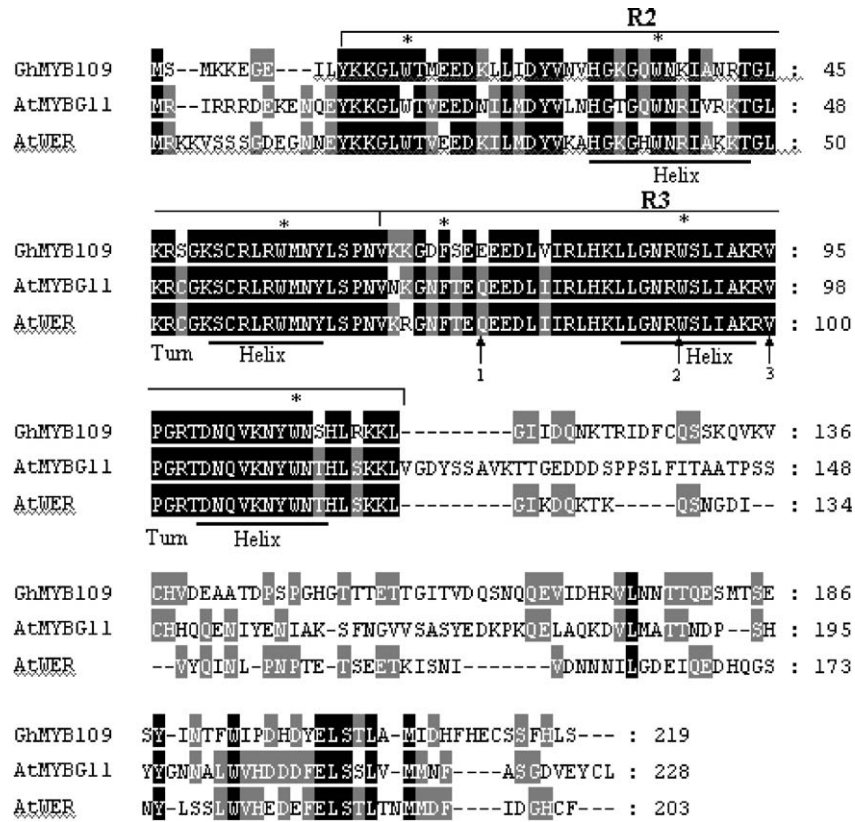 R2
* *
GhMYB109 MS--MKKEGE---ILYKKGLWTMEEDKLLIDYVNVHGKGQWNKIANRTGL : 45
AtMYBG11 MR--IRRRDEKENQEYKKGLWTVEEDNILMDYVLNHGTGQWNRIVRKTGL : 48
AtWER MRKKVSSSGDEGNNEYKKGLWTVEEDKILMDYVKAHGKGHWNRIAKKTGL : 50
Helix
R3
* * *
GhMYB109 KRSGKSCRLRWMNYLSPNVKKGDFSEEEEDLVIRLHKLLGNRWSLIAKRV : 95
AtMYBG11 KRCGKSCRLRWMNYLSPNVNKGNFTEQEEDLIIRLHKLLGNRWSLIAKRV : 98
AtWER KRCGKSCRLRWMNYLSPNVKRGNFTEQEEDLIIRLHKLLGNRWSLIAKRV : 100
Turn Helix Helix
1 2 3
*
GhMYB109 PGRTDNQVKNYWNSHLRKKL---------GIIDQNKTRIDFCQSSKQVKV : 136
AtMYBG11 PGRTDNQVKNYWNTHLSKKLVGDYSSAVKTTGEDDDSPPSLFITAATPSS : 148
AtWER PGRTDNQVKNYWNTHLSKKL---------GIKDQKTK-----QSNGDI-- : 134
Turn Helix
GhMYB109 CHVDEAATDPSPGHGTTTETTGITVDQSNQQEVIDHRVLNNTTQESMTSE : 186
AtMYBG11 CHHQQENIYENIAK-SFNGVVSASYEDKPKQELAQKDVLMATTNDP--SH : 195
AtWER --VYQINL-PNPTE-TSEETKISNI-------VDNNNILGDEIQEDHQGS : 173
GhMYB109 SY-INTFWIPDHDYELSTLA-MIDHFHECSSFHLS--- : 219
AtMYBG11 YYGNNALWVHDDDFELSSLV-MMNF----ASGDVEYCL : 228
AtWER NY-LSSLWVHEDEFELSTLTNMMDF----IDGHCF--- : 203